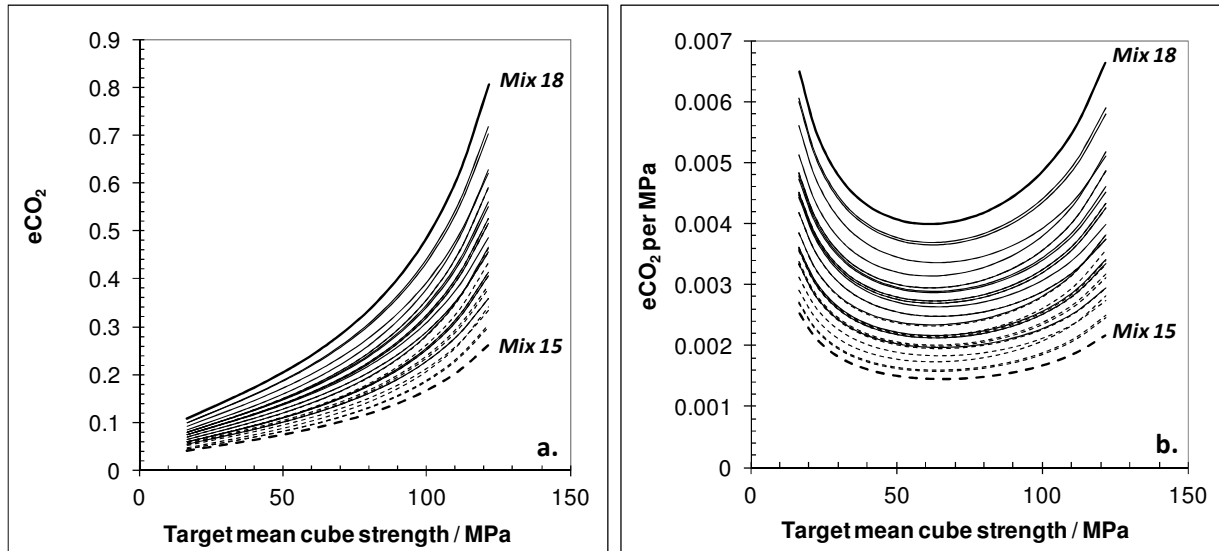 0.9
0.8
0.7
0.6
0.5
0.4
0.3
0.2
0.1
0
eCO2
Mix 18
Mix 15
a.
0 50 100 150
Target mean cube strength / MPa
0.007
0.006
0.005
0.004
0.003
0.002
0.001
0
eCO2 per MPa
Mix 18
Mix 15
b.
0 50 100 150
Target mean cube strength / MPa